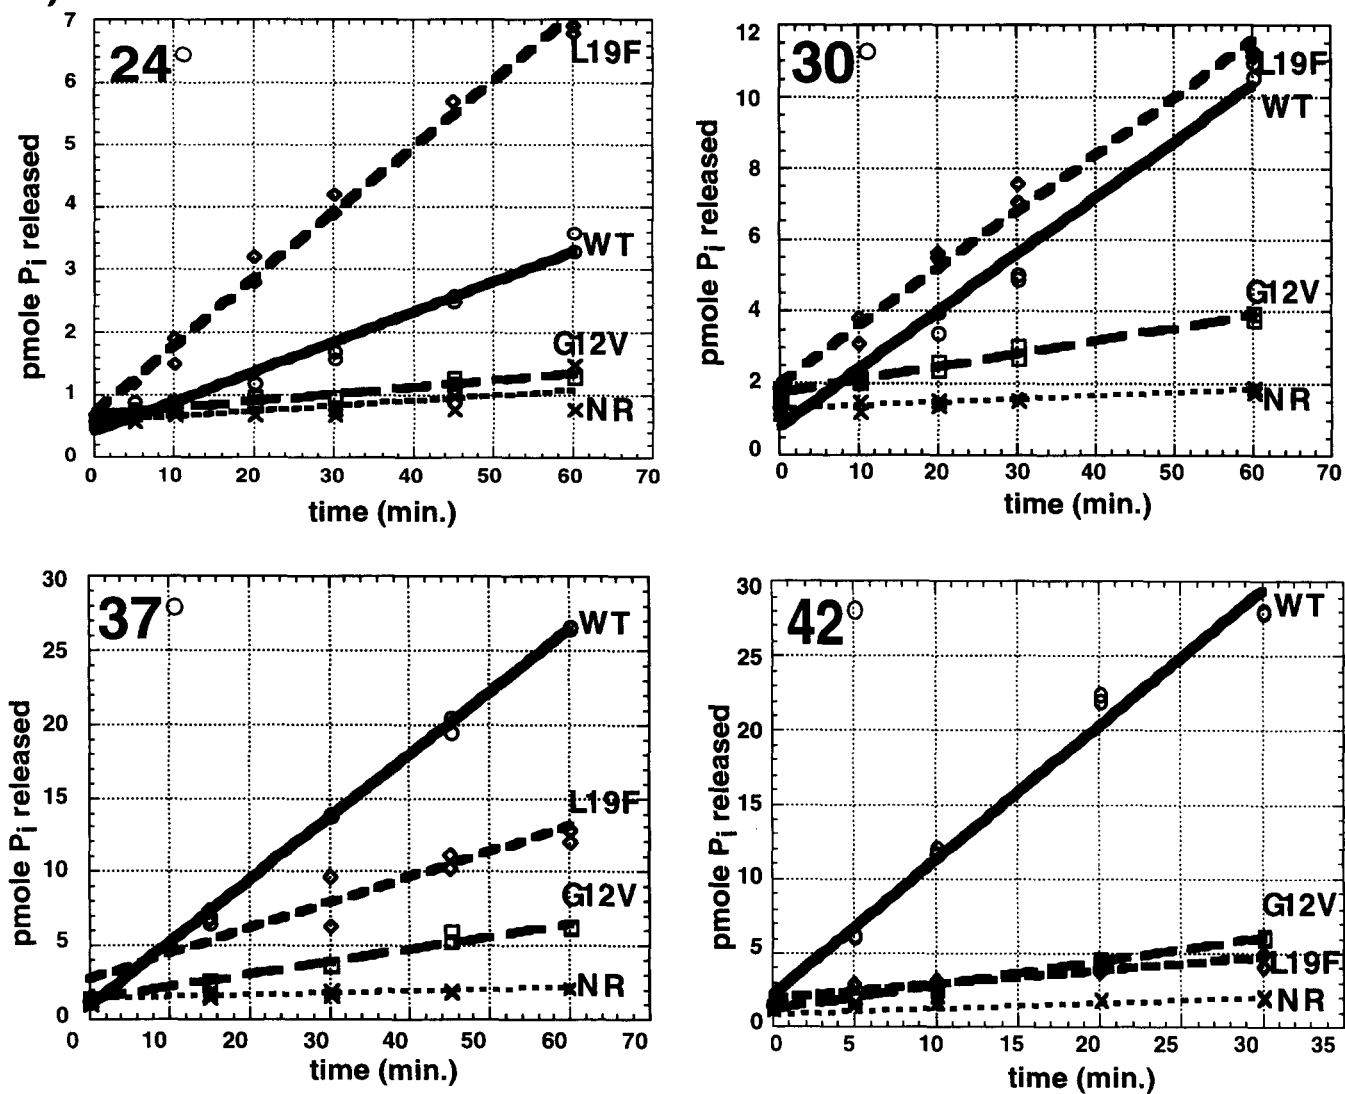 24°
7
6
5
4
3
2
1
0
pmole Pi released
L19F
WT
G12V
NR
0 10 20 30 40 50 60 70
time (min.)
30°
12
10
8
6
4
2
0
pmole Pi released
L19F
WT
G12V
NR
0 10 20 30 40 50 60 70
time (min.)
37°
30
25
20
15
10
5
0
pmole Pi released
WT
L19F
G12V
NR
0 10 20 30 40 50 60 70
time (min.)
42°
30
25
20
15
10
5
0
pmole Pi released
WT
G12V
L19F
NR
0 5 10 15 20 25 30 35
time (min.)